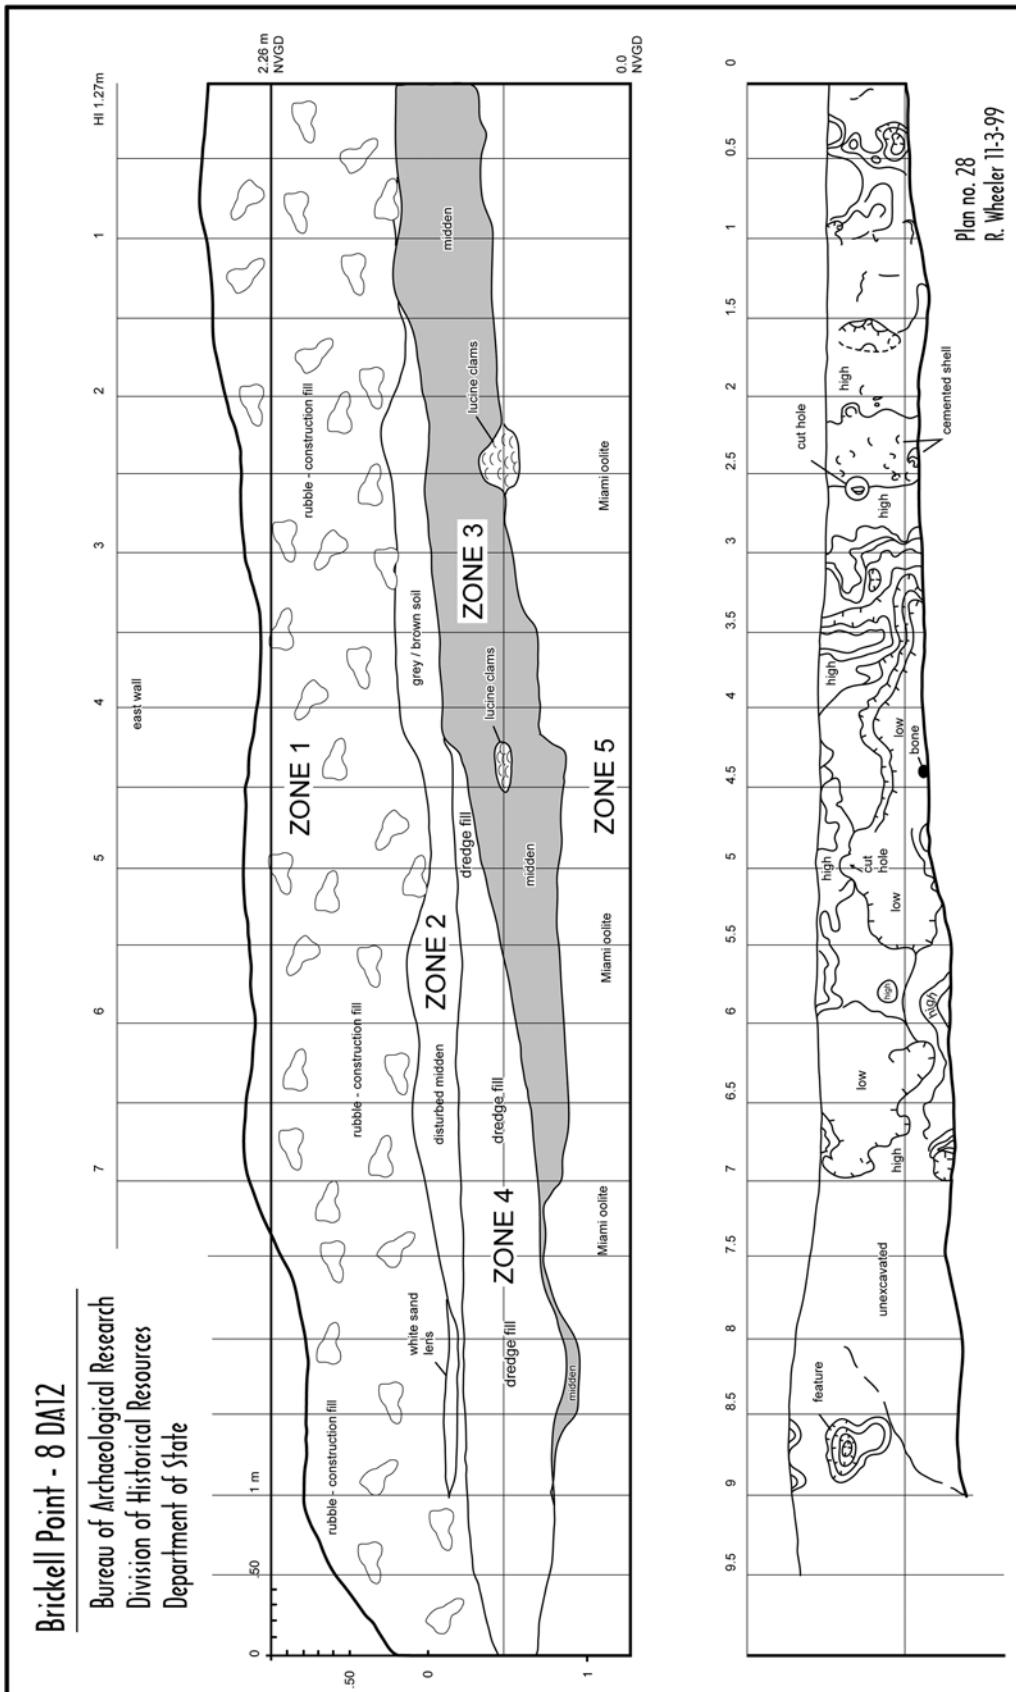 Brickell Point - 8 DA12
Bureau of Archaeological Research
Division of Historical Resources
Department of State
east wall
HI 1.27m
1
2
3
4
5
6
7
2.26 m
NVGD
0.0
NVGD
0
.50
1 m
.50
0
1
rubble - construction fill
rubble - construction fill
rubble - construction fill
ZONE 1
white sand
lens
disturbed midden
ZONE 2
grey / brown soil
dredge fill
dredge fill
dredge fill
ZONE 4
midden
midden
midden
ZONE 3
lucine clams
lucine clams
Miami oolite
Miami oolite
Miami oolite
ZONE 5
9.5
9
8.5
8
7.5
7
6.5
6
5.5
5
4.5
4
3.5
3
2.5
2
1.5
1
0.5
0
feature
unexcavated
high
low
high
high
low
high
cut
hole
low
bone
high
high
cut hole
high
cemented shell
Plan no. 28
R. Wheeler 11-3-99